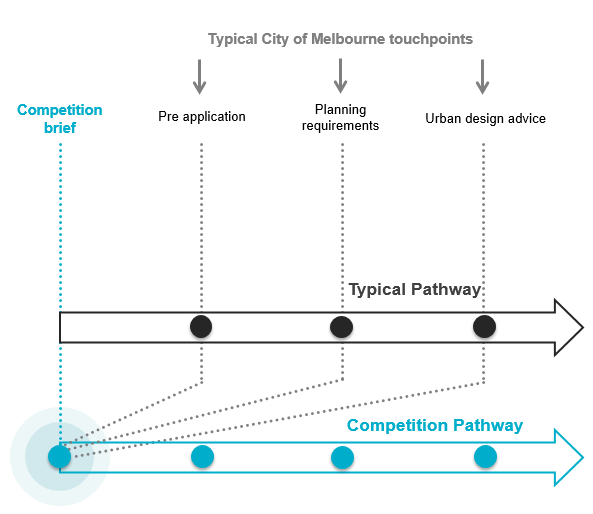 Typical City of Melbourne touchpoints
Competition
brief
Pre application
Planning
requirements
Urban design advice
Typical Pathway
Competition Pathway